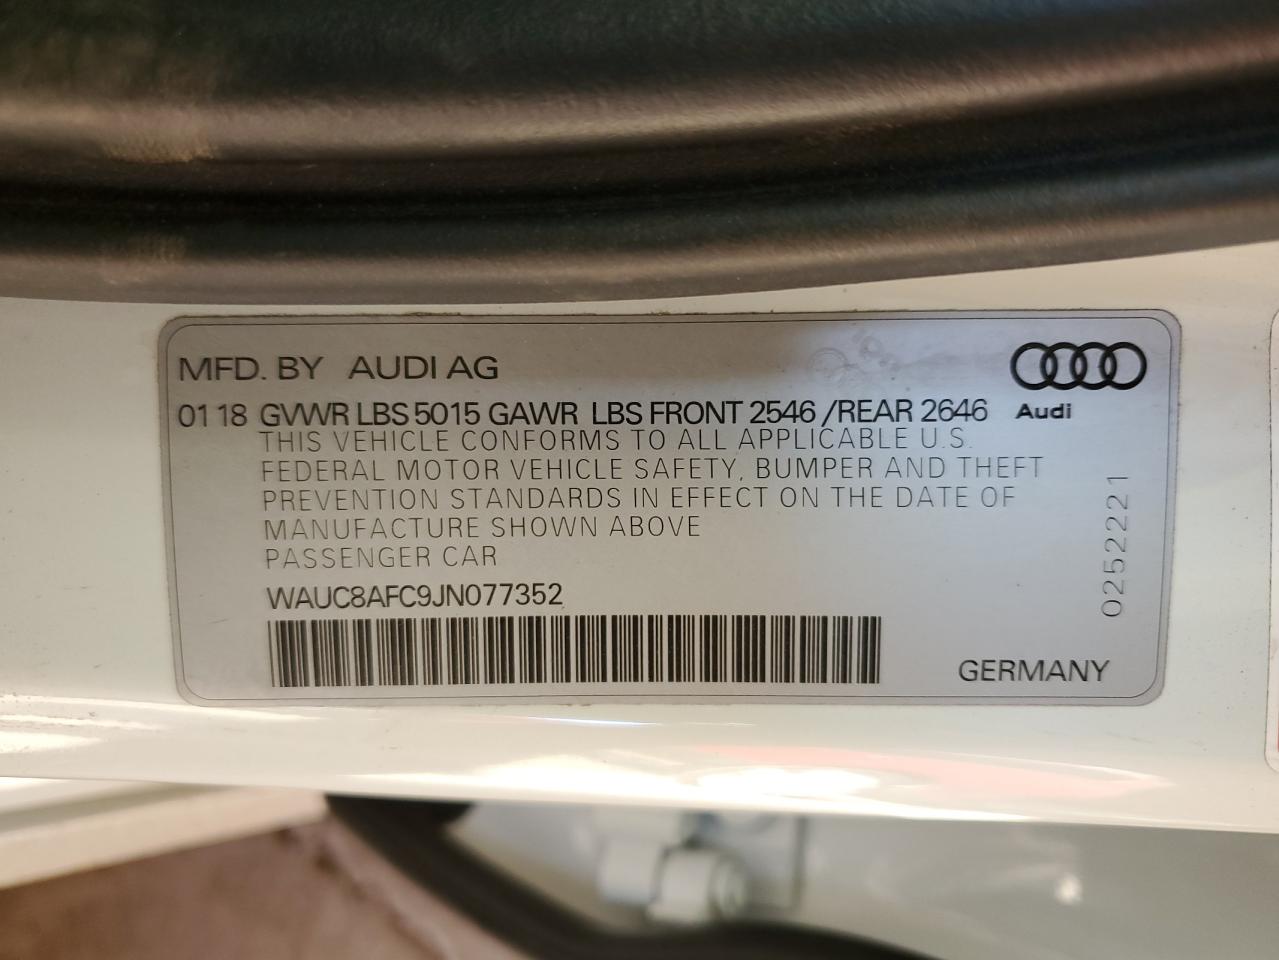 MFD. BY AUDI AG
01 18 GVWR LBS 5015 GAWR LBS FRONT 2546 /REAR 2646
Audi
THIS VEHICLE CONFORMS TO ALL APPLICABLE U.S.
FEDERAL MOTOR VEHICLE SAFETY, BUMPER AND THEFT
PREVENTION STANDARDS IN EFFECT ON THE DATE OF
MANUFACTURE SHOWN ABOVE
PASSENGER CAR
WAUC8AFC9JN077352
0252221
GERMANY